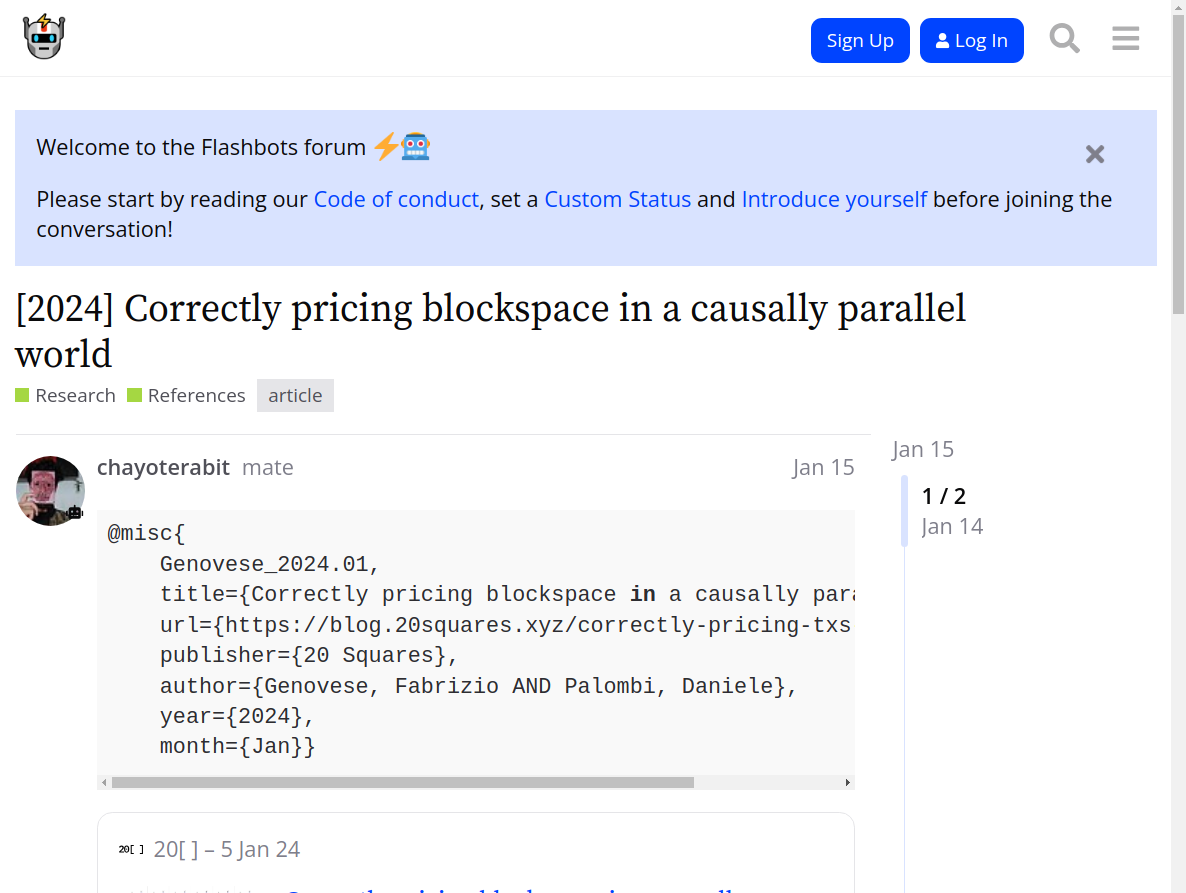 Sign Up
Log In
Welcome to the Flashbots forum
Please start by reading our Code of conduct, set a Custom Status and Introduce yourself before joining the
conversation!
[2024] Correctly pricing blockspace in a causally parallel
world
Research References article
chayoterabit mate Jan 15
Jan 15
1 / 2
Jan 14
@misc{
Genovese_2024.01,
title={Correctly pricing blockspace in a causally
url={https://blog.20squares.xyz/correctly-pricing-txs
publisher={20 Squares},
author={Genovese, Fabrizio AND Palombi, Daniele},
year={2024},
month={Jan}}
20[ ] 20[ ] – 5 Jan 24